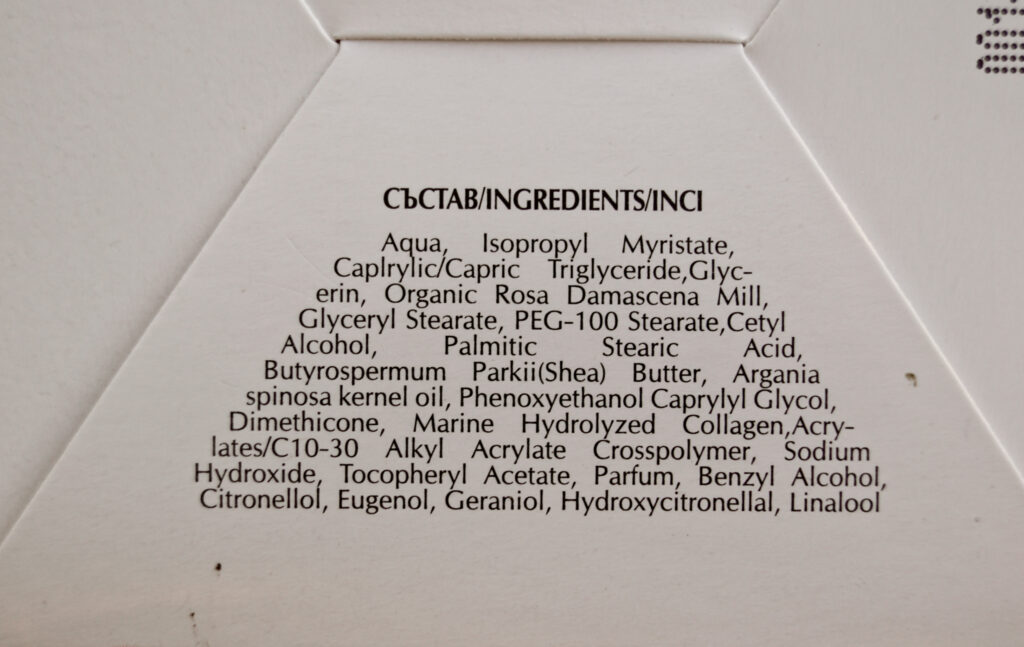 СЪСТАВ/INGREDIENTS/INCI
Aqua, Isopropyl Myristate,
Caplrylic/Capric Triglyceride,Glyc-
erin, Organic Rosa Damascena Mill,
Glyceryl Stearate, PEG-100 Stearate,Cetyl
Alcohol, Palmitic Stearic Acid,
Butyrospermum Parkii(Shea) Butter, Argania
spinosa kernel oil, Phenoxyethanol Caprylyl Glycol,
Dimethicone, Marine Hydrolyzed Collagen,Acry-
lates/C10-30 Alkyl Acrylate Crosspolymer, Sodium
Hydroxide, Tocopheryl Acetate, Parfum, Benzyl Alcohol,
Citronellol, Eugenol, Geraniol, Hydroxycitronellal, Linalool